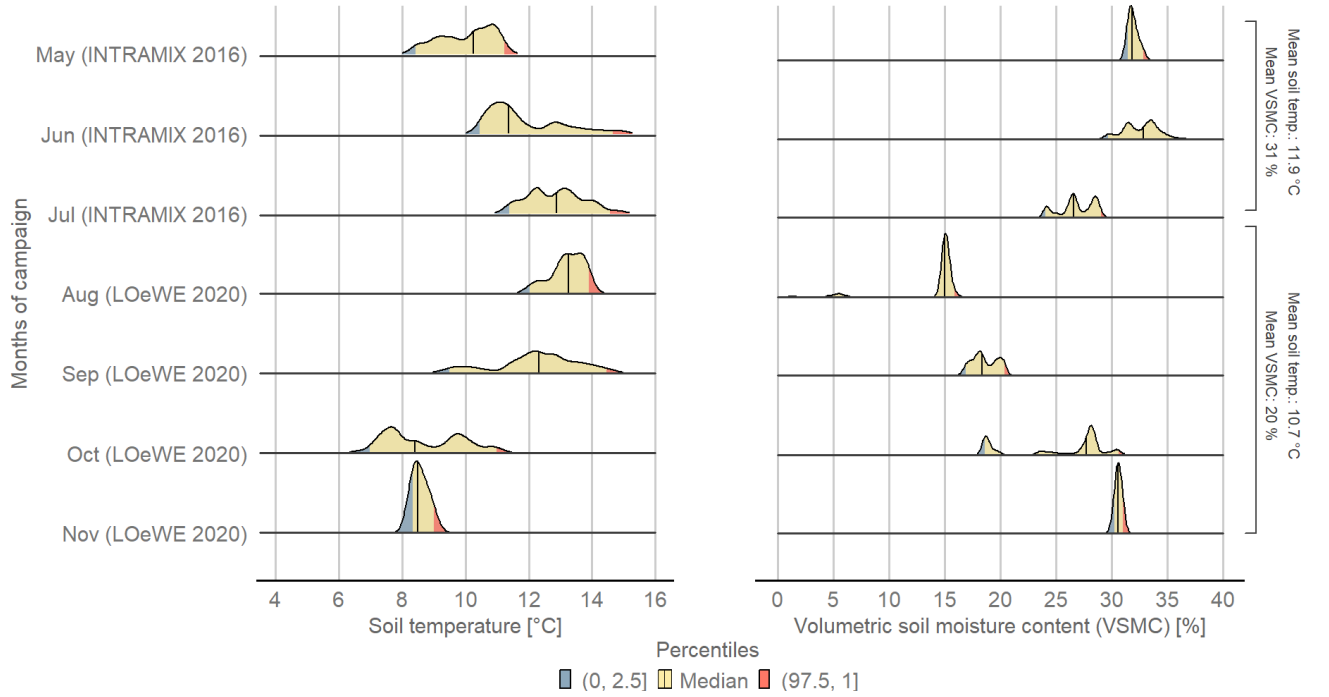 Months of campaign
May (INTRAMIX 2016)
Jun (INTRAMIX 2016)
Jul (INTRAMIX 2016)
Aug (LOeWE 2020)
Sep (LOeWE 2020)
Oct (LOeWE 2020)
Nov (LOeWE 2020)
4 6 8 10 12 14 16
Soil temperature [°C]
0 5 10 15 20 25 30 35 40
Volumetric soil moisture content (VSMC) [%]
Mean soil temp.: 11.9 °C
Mean VSMC: 31 %
Mean soil temp.: 10.7 °C
Mean VSMC: 20 %
Percentiles
(0, 2.5] Median (97.5, 1]